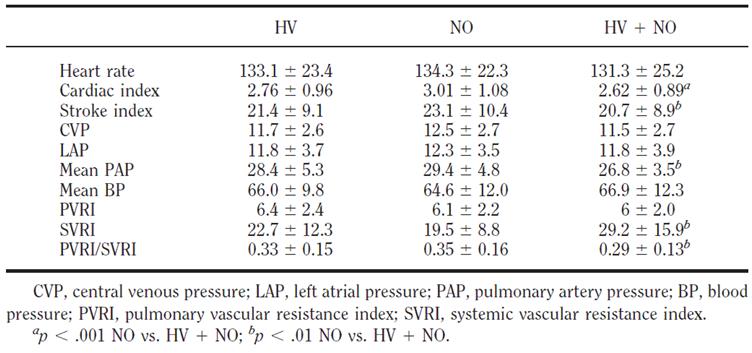 HV NO HV + NO
Heart rate 133.1 ± 23.4 134.3 ± 22.3 131.3 ± 25.2
Cardiac index 2.76 ± 0.96 3.01 ± 1.08 2.62 ± 0.89a
Stroke index 21.4 ± 9.1 23.1 ± 10.4 20.7 ± 8.9b
CVP 11.7 ± 2.6 12.5 ± 2.7 11.5 ± 2.7
LAP 11.8 ± 3.7 12.3 ± 3.5 11.8 ± 3.9
Mean PAP 28.4 ± 5.3 29.4 ± 4.8 26.8 ± 3.5b
Mean BP 66.0 ± 9.8 64.6 ± 12.0 66.9 ± 12.3
PVRI 6.4 ± 2.4 6.1 ± 2.2 6 ± 2.0
SVRI 22.7 ± 12.3 19.5 ± 8.8 29.2 ± 15.9b
PVRI/SVRI 0.33 ± 0.15 0.35 ± 0.16 0.29 ± 0.13b
CVP, central venous pressure; LAP, left atrial pressure; PAP, pulmonary artery pressure; BP, blood
pressure; PVRI, pulmonary vascular resistance index; SVRI, systemic vascular resistance index.
ap < .001 NO vs. HV + NO; bp < .01 NO vs. HV + NO.